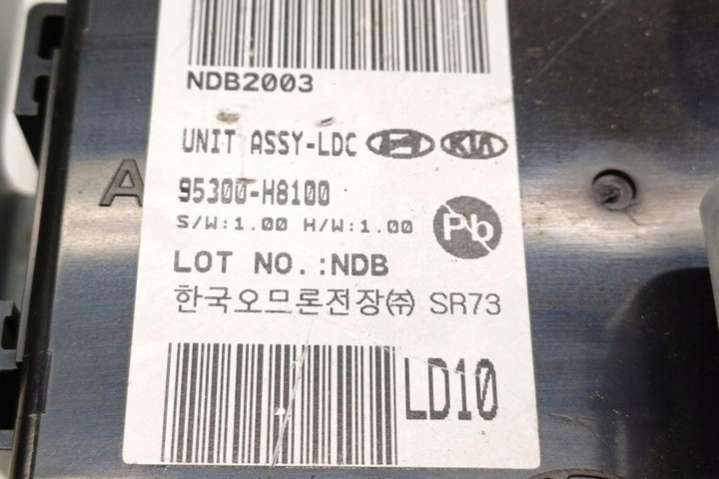 NDB2003
UNIT ASSY-LDC KIA
95300-H8100
S/W:1.00 H/W:1.00
Pb
LOT NO.:NDB
한국오므론전장㈜ SR73
LD10
A